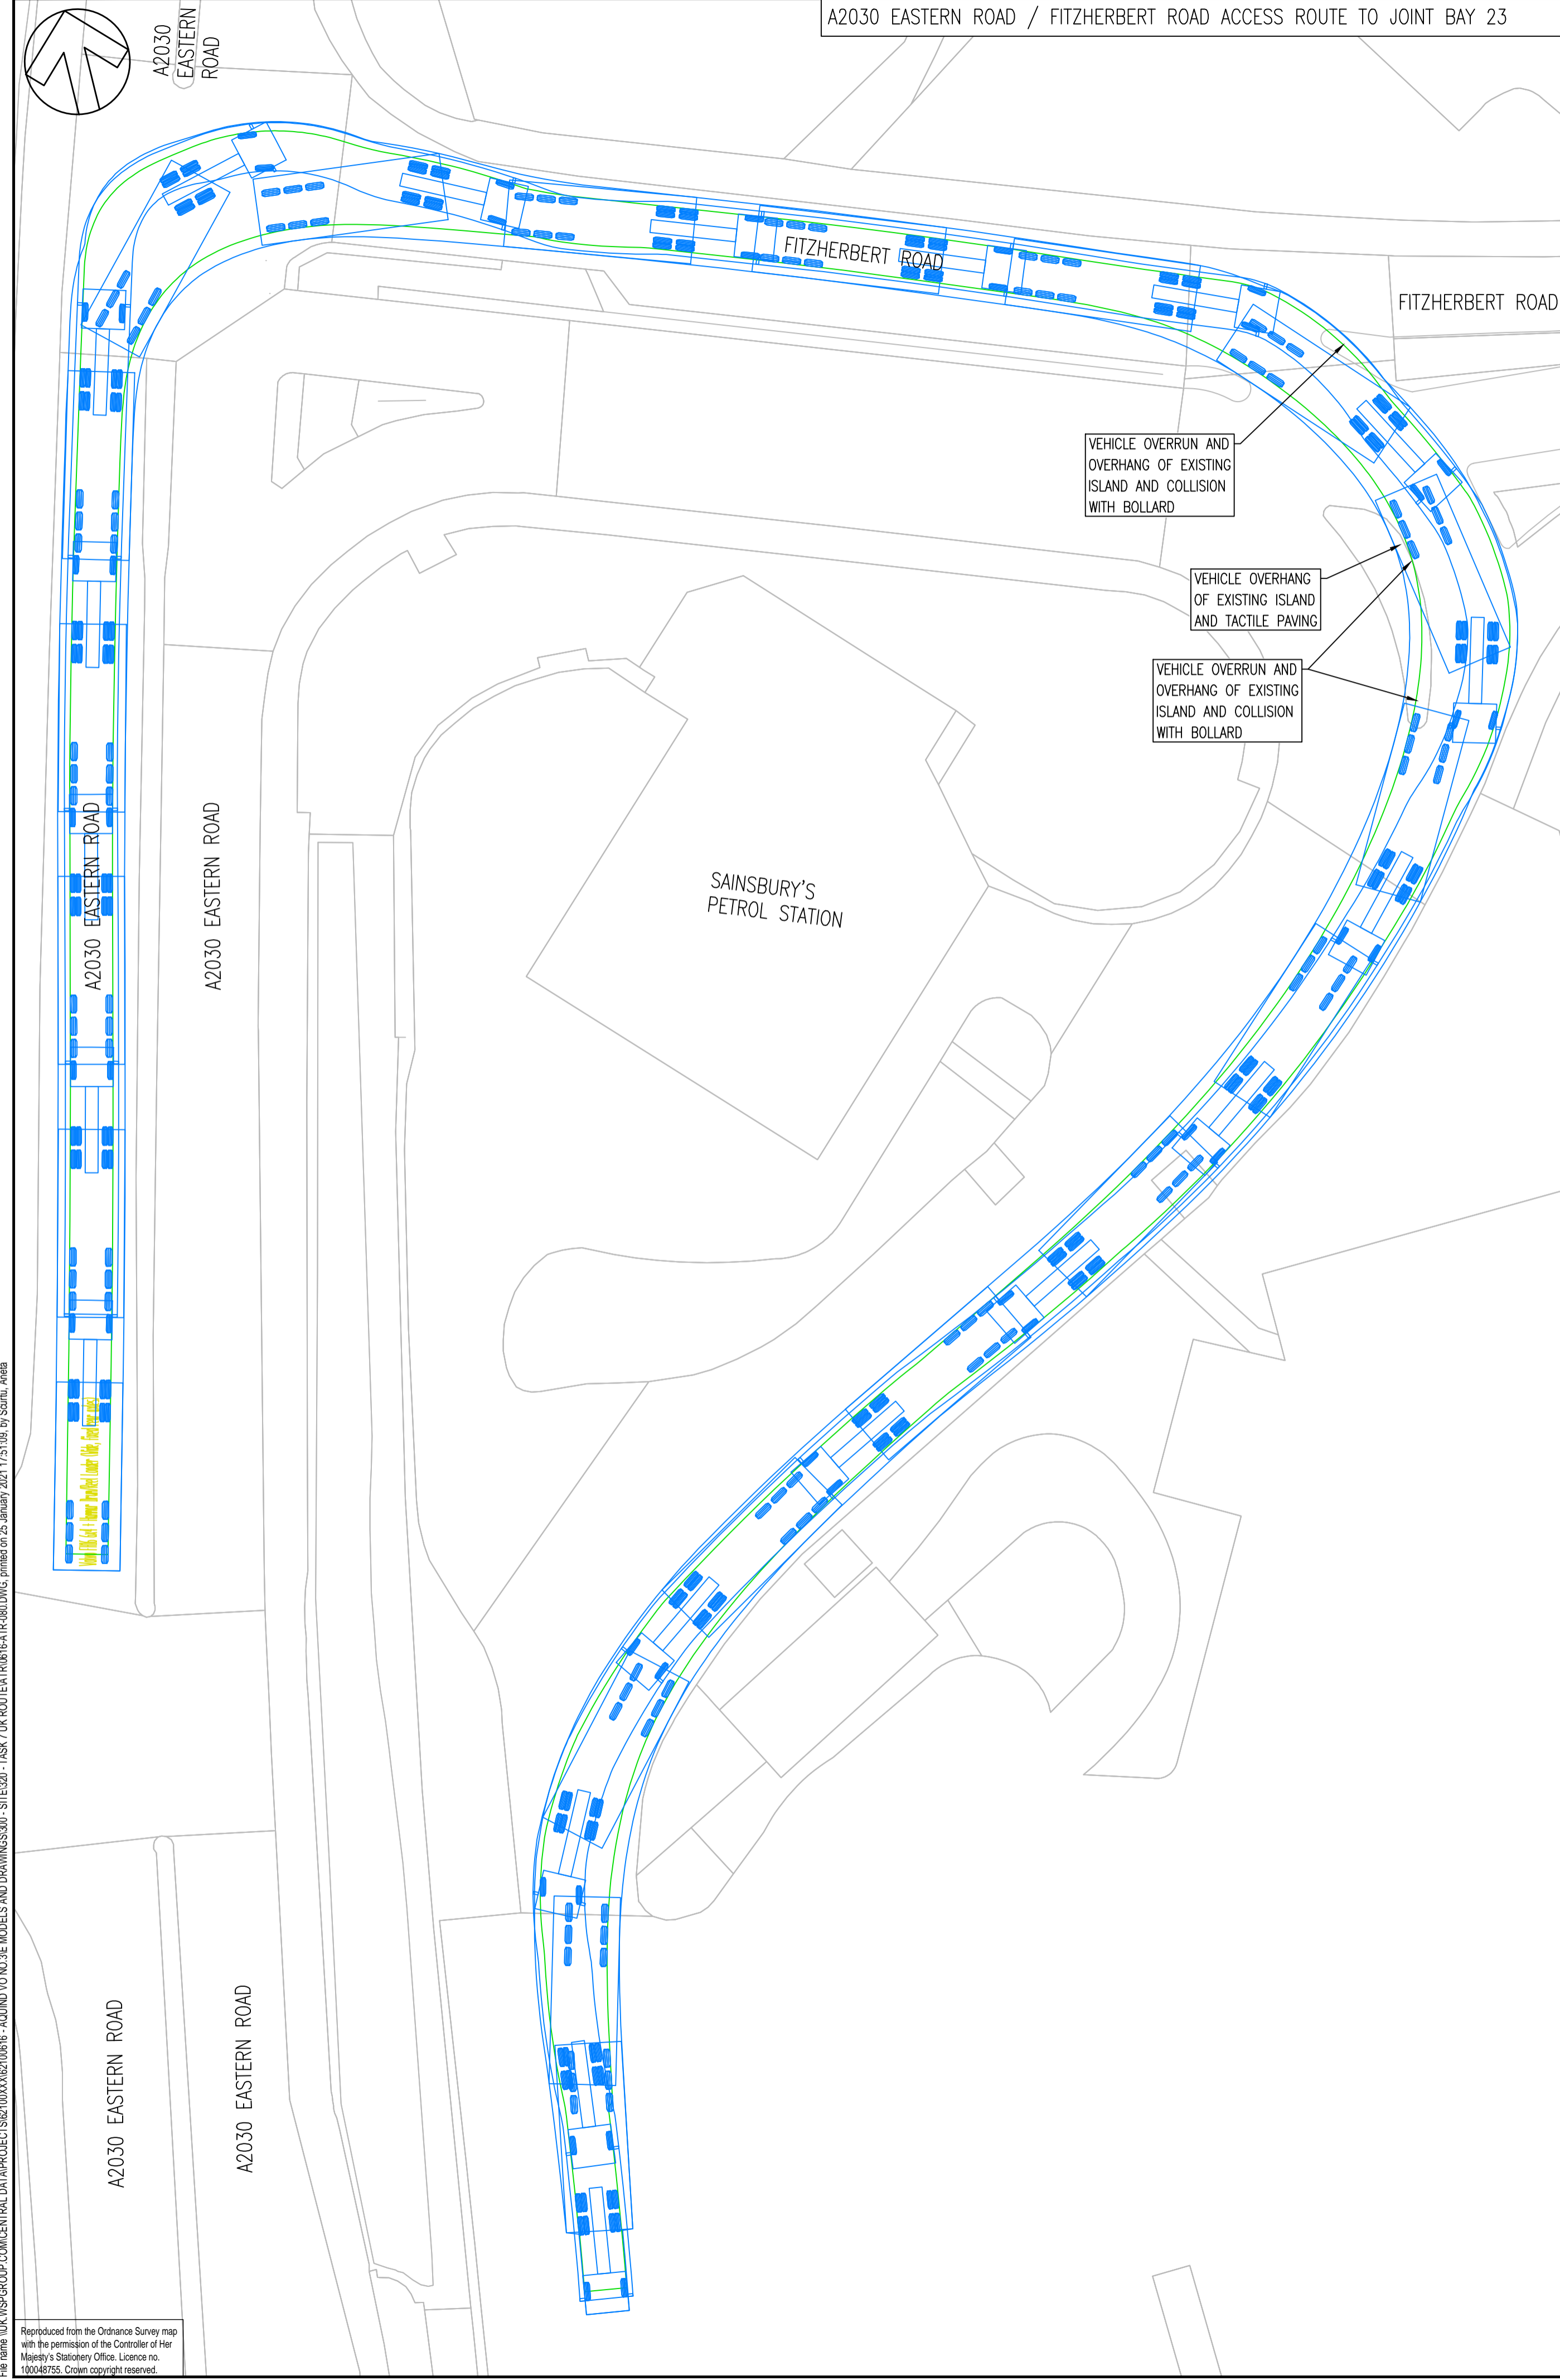 A2030 EASTERN ROAD / FITZHERBERT ROAD ACCESS ROUTE TO JOINT BAY 23
A2030
EASTERN
ROAD
FITZHERBERT ROAD
FITZHERBERT ROAD
VEHICLE OVERRUN AND
OVERHANG OF EXISTING
ISLAND AND COLLISION
WITH BOLLARD
VEHICLE OVERHANG
OF EXISTING ISLAND
AND TACTILE PAVING
VEHICLE OVERRUN AND
OVERHANG OF EXISTING
ISLAND AND COLLISION
WITH BOLLARD
A2030 EASTERN ROAD
A2030 EASTERN ROAD
SAINSBURY'S
PETROL STATION
A2030 EASTERN ROAD
A2030 EASTERN ROAD
Reproduced from the Ordnance Survey map
with the permission of the Controller of Her
Majesty's Stationery Office. Licence no.
100048755. Crown copyright reserved.